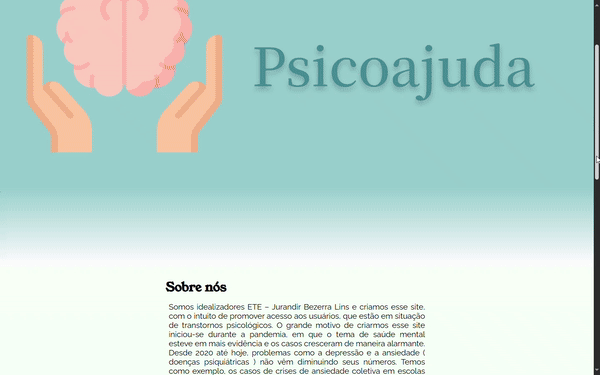 Psicoajuda
Sobre nós
Somos idealizadores ETE – Jurandir Bezerra Lins e criamos esse site,
com o intuito de promover acesso aos usuários, que estão em situação
de transtornos psicológicos. O grande motivo de criarmos esse site
iniciou-se durante a pandemia, em que o tema de saúde mental
esteve em mais evidência e os casos cresceram de maneira alarmante.
Desde 2020 até hoje, problemas como a depressão e a ansiedade (
doenças psiquiátricas ) não vêm diminuindo seus números. Temos
como exemplo, os casos de crises de ansiedade coletiva em escolas